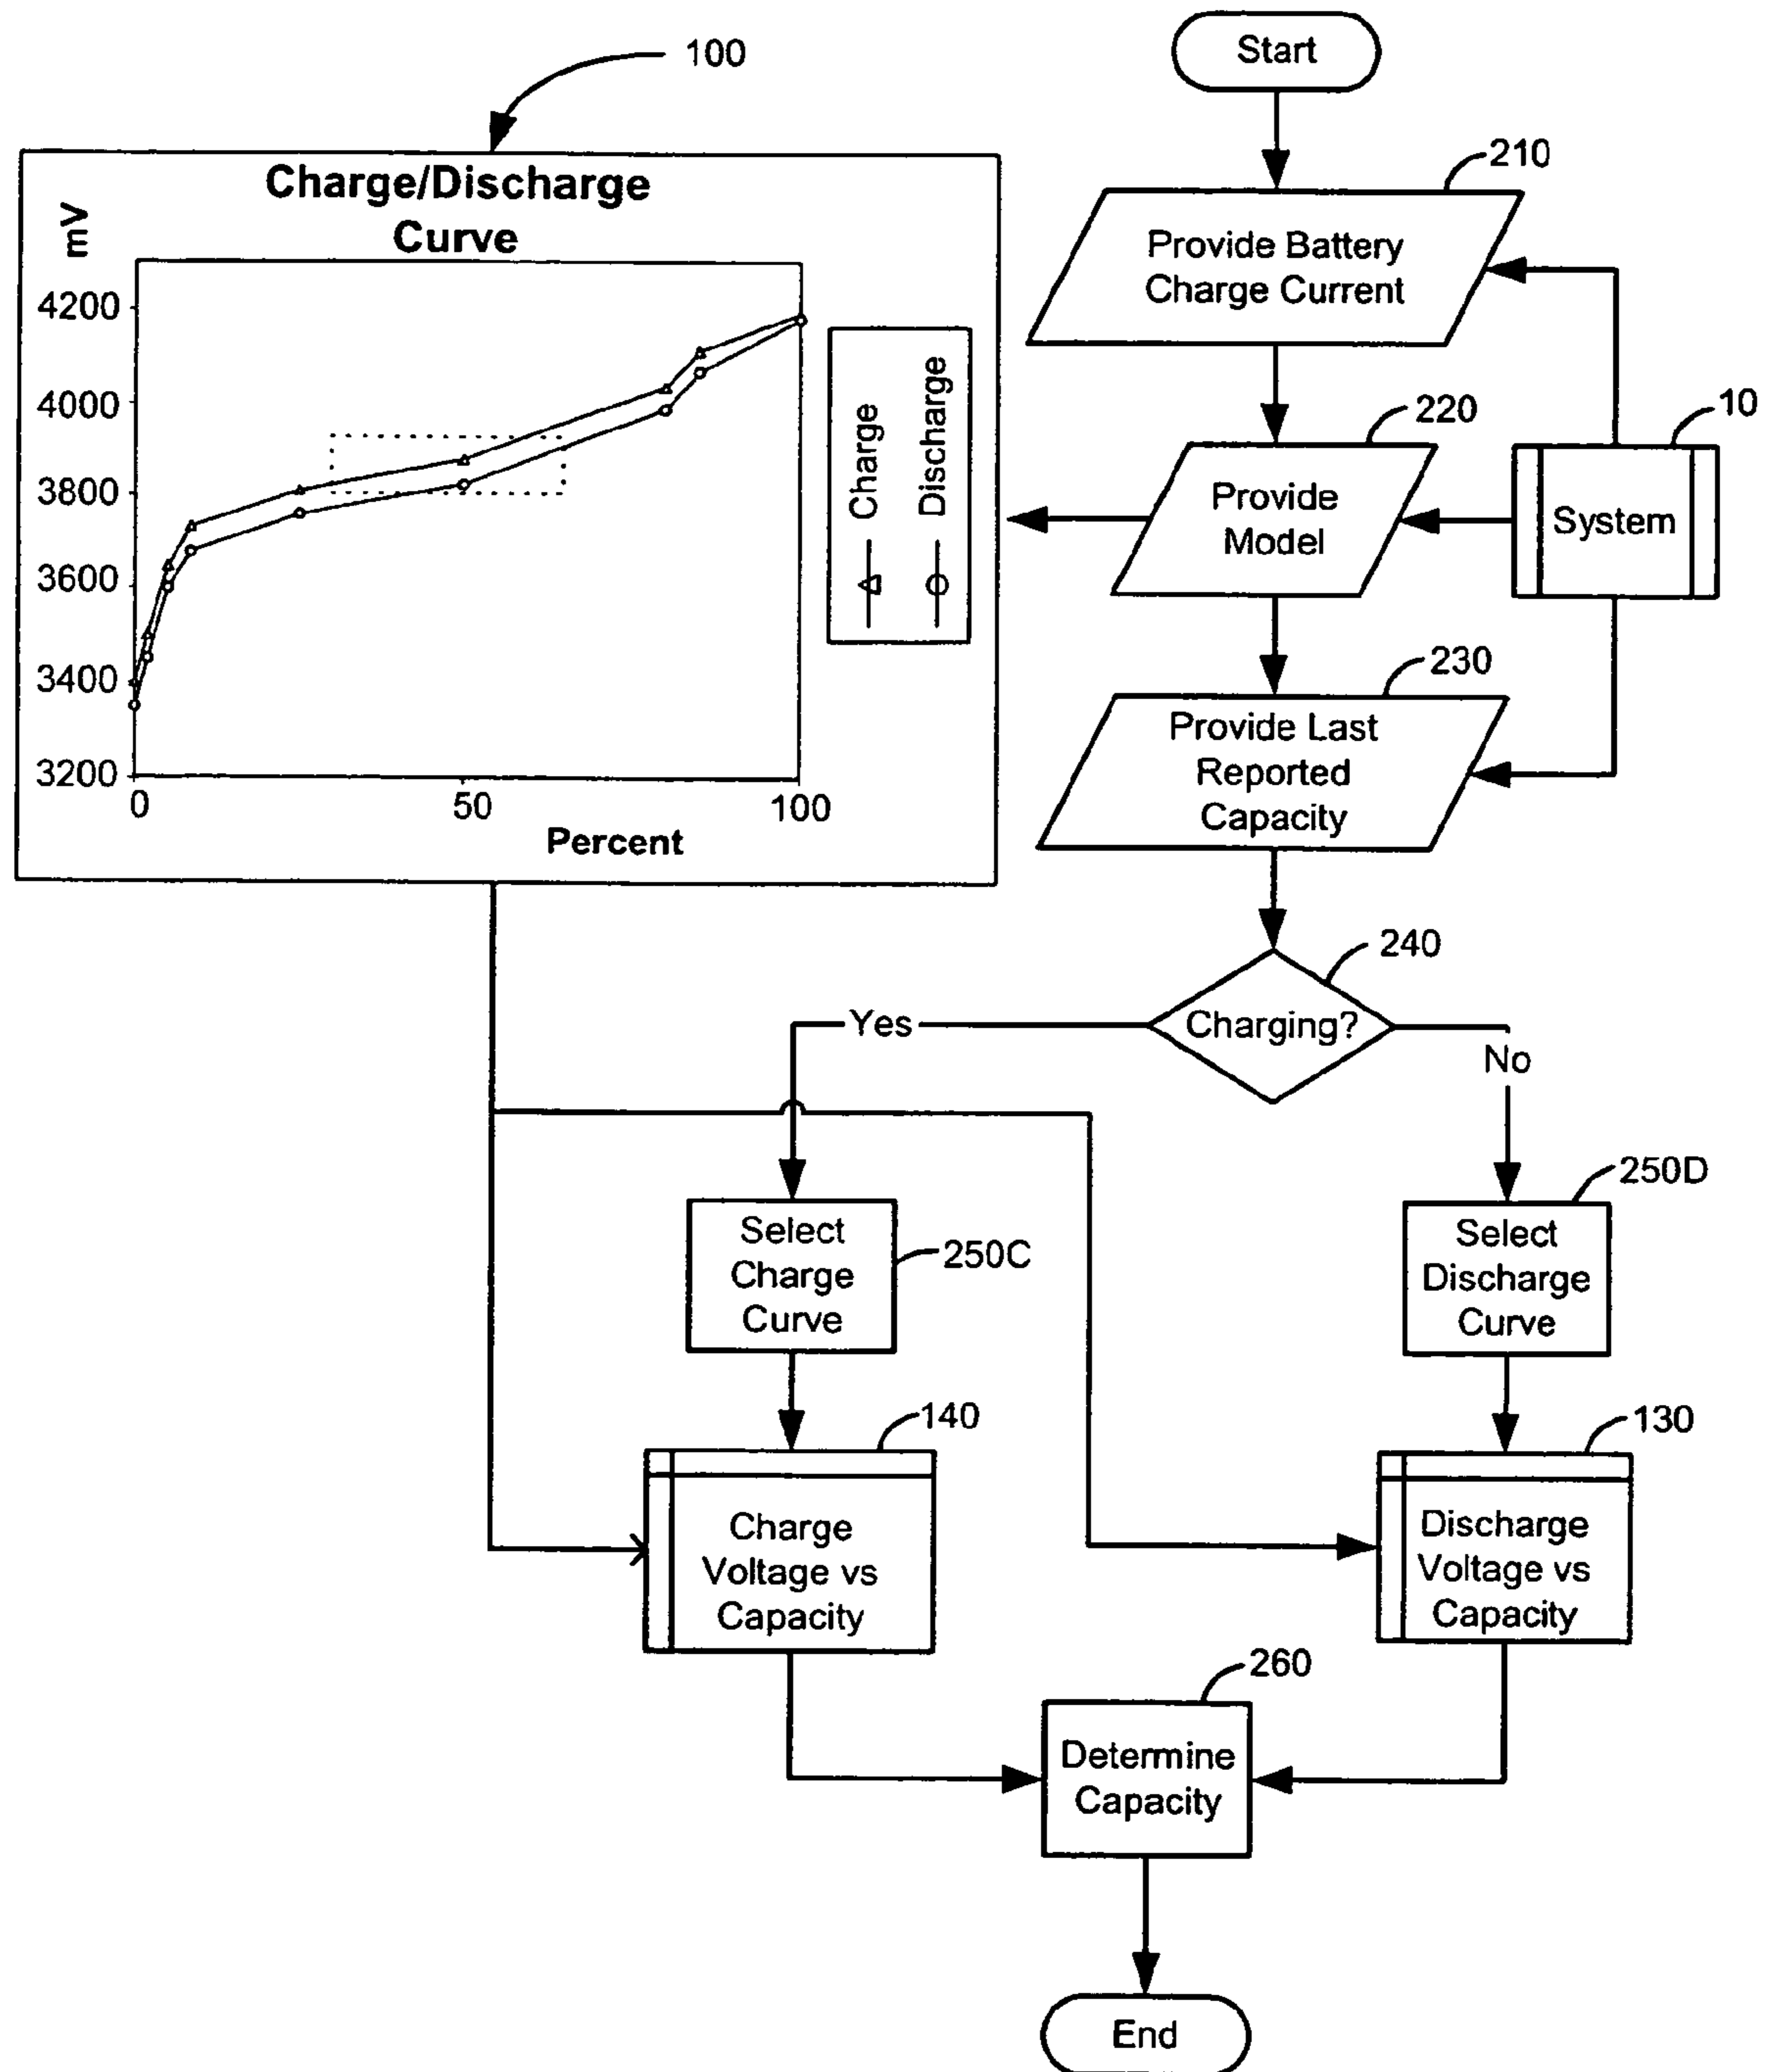 100
Charge/Discharge
Curve
mV
4200
4000
3800
3600
3400
3200
0
50
100
Percent
Charge
Discharge
Start
210
Provide Battery
Charge Current
220
Provide
Model
10
System
230
Provide Last
Reported
Capacity
240
Charging?
Yes
No
250C
Select
Charge
Curve
250D
Select
Discharge
Curve
140
Charge
Voltage vs
Capacity
130
Discharge
Voltage vs
Capacity
260
Determine
Capacity
End